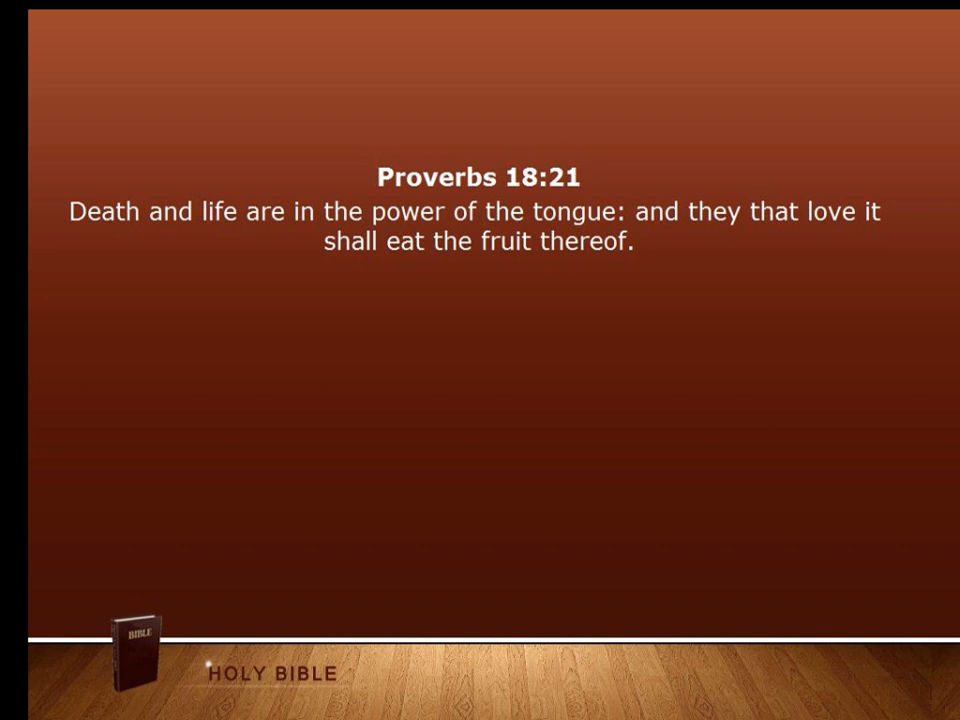 Proverbs 18:21
Death and life are in the power of the tongue: and they that love it
shall eat the fruit thereof.
BIBLE
HOLY BIBLE